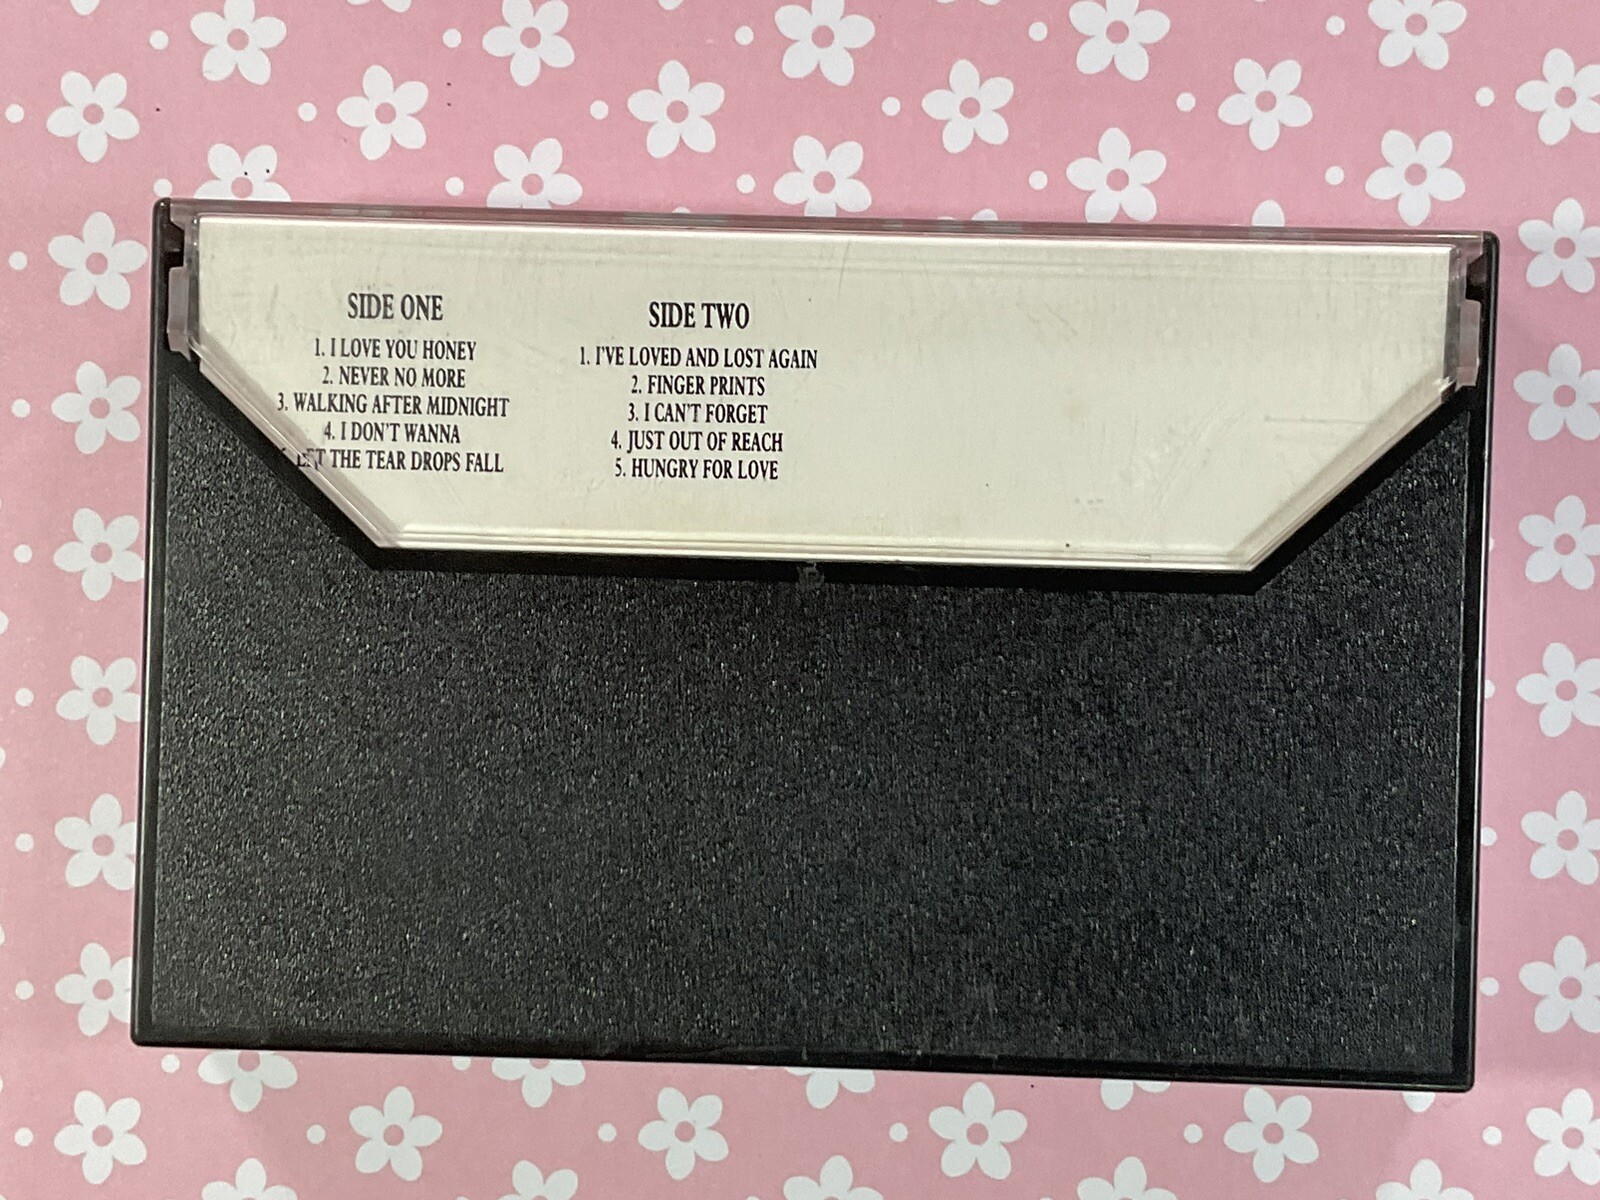 SIDE ONE
1. I LOVE YOU HONEY
2. NEVER NO MORE
3. WALKING AFTER MIDNIGHT
4. I DON'T WANNA
5. LET THE TEAR DROPS FALL
SIDE TWO
1. I'VE LOVED AND LOST AGAIN
2. FINGER PRINTS
3. I CAN'T FORGET
4. JUST OUT OF REACH
5. HUNGRY FOR LOVE